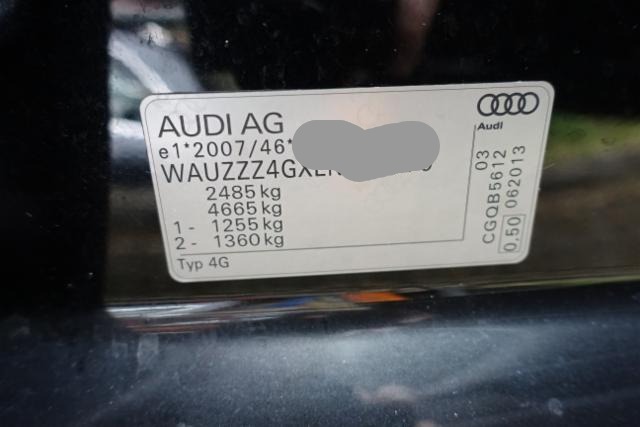 AUDI AG
e1*2007/46*
2485 kg
4665 kg
1 - 1255 kg
2 - 1360 kg
Typ 4G
Audi
03
CGQB5612
0.50 062013